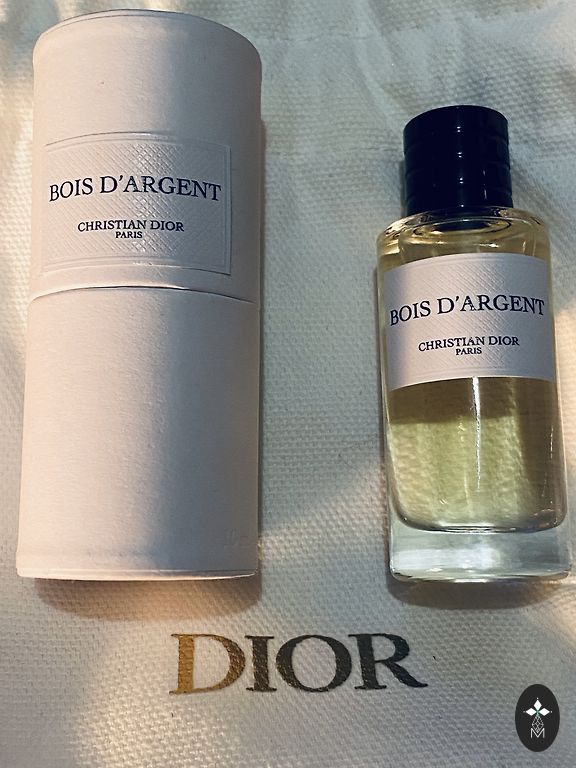 BOIS D'ARGENT
CHRISTIAN DIOR
PARIS
BOIS D'ARGENT
CHRISTIAN DIOR
PARIS
DIOR
M